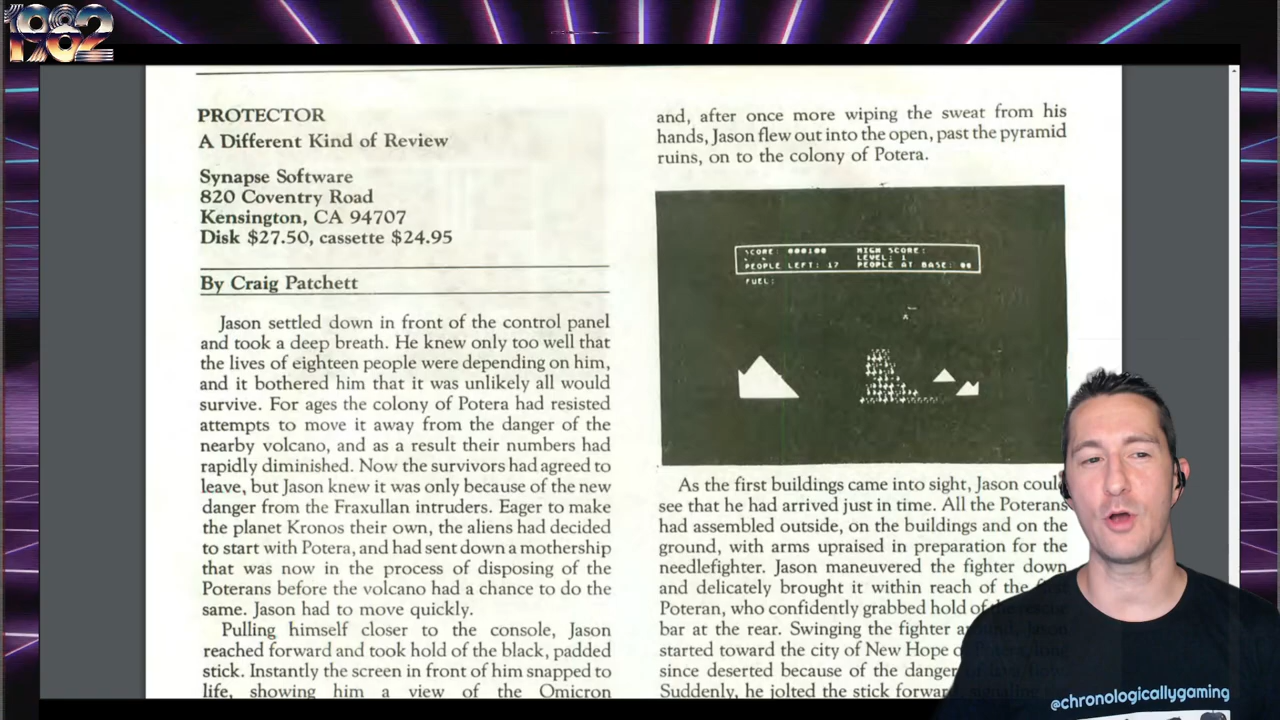 1982
PROTECTOR
A Different Kind of Review
Synapse Software
820 Coventry Road
Kensington, CA 94707
Disk $27.50, cassette $24.95
By Craig Patchett
Jason settled down in front of the control panel
and took a deep breath. He knew only too well that
the lives of eighteen people were depending on him,
and it bothered him that it was unlikely all would
survive. For ages the colony of Potera had resisted
attempts to move it away from the danger of the
nearby volcano, and as a result their numbers had
rapidly diminished. Now the survivors had agreed to
leave, but Jason knew it was only because of the new
danger from the Fraxullan intruders. Eager to make
the planet Kronos their own, the aliens had decided
to start with Potera, and had sent down a mothership
that was now in the process of disposing of the
Poterans before the volcano had a chance to do the
same. Jason had to move quickly.
Pulling himself closer to the console, Jason
reached forward and took hold of the black, padded
stick. Instantly the screen in front of him snapped to
life, showing him a view of the Omicron
and, after once more wiping the sweat from his
hands, Jason flew out into the open, past the pyramid
ruins, on to the colony of Potera.
SCORE: 000100 HIGH SCORE:
LEVEL: 1
PEOPLE LEFT: 17 PEOPLE AT BASE: 00
FUEL:
As the first buildings came into sight, Jason could
see that he had arrived just in time. All the Poterans
had assembled outside, on the buildings and on the
ground, with arms upraised in preparation for the
needlefighter. Jason maneuvered the fighter down
and delicately brought it within reach of the
Poteran, who confidently grabbed hold of
bar at the rear. Swinging the fighter
started toward the city of New Hope
since deserted because of the danger
Suddenly, he jolted the stick forward,
@chronologicallygaming